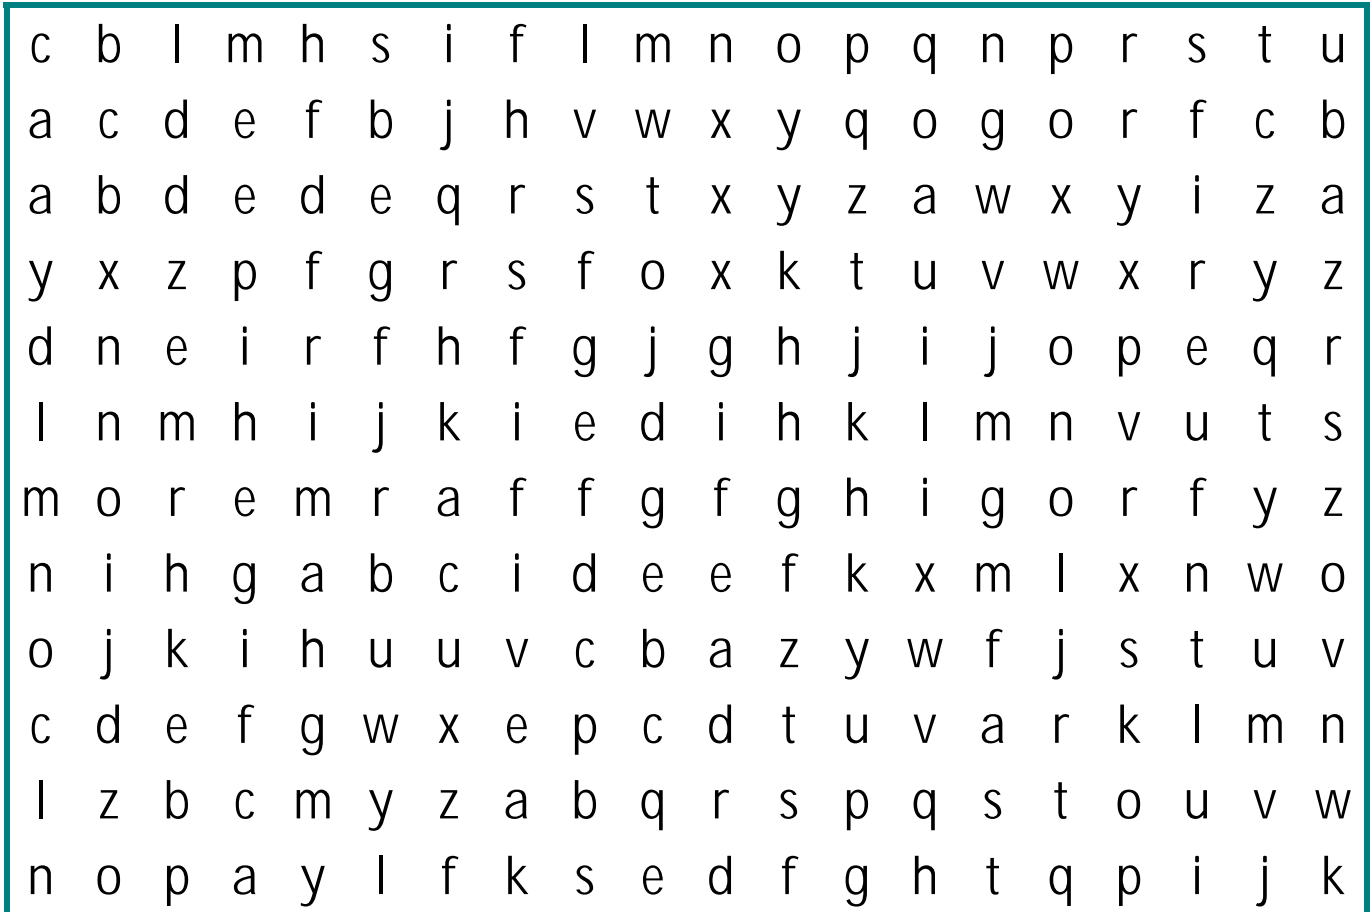 c b l m h s i f l m n o p q n p r s t u
a c d e f b j h v w x y q o g o r f c b
a b d e d e q r s t x y z a w x y i z a
y x z p f g r s f o x k t u v w x r y z
d n e i r f h f g j g h j i j o p e q r
l n m h i j k i e d i h k l m n v u t s
m o r e m r a f f g f g h i g o r f y z
n i h g a b c i d e e f k x m l x n w o
o j k i h u u v c b a z y w f j s t u v
c d e f g w x e p c d t u v a r k l m n
l z b c m y z a b q r s p q s t o u v w
n o p a y l f k s e d f g h t q p i j k